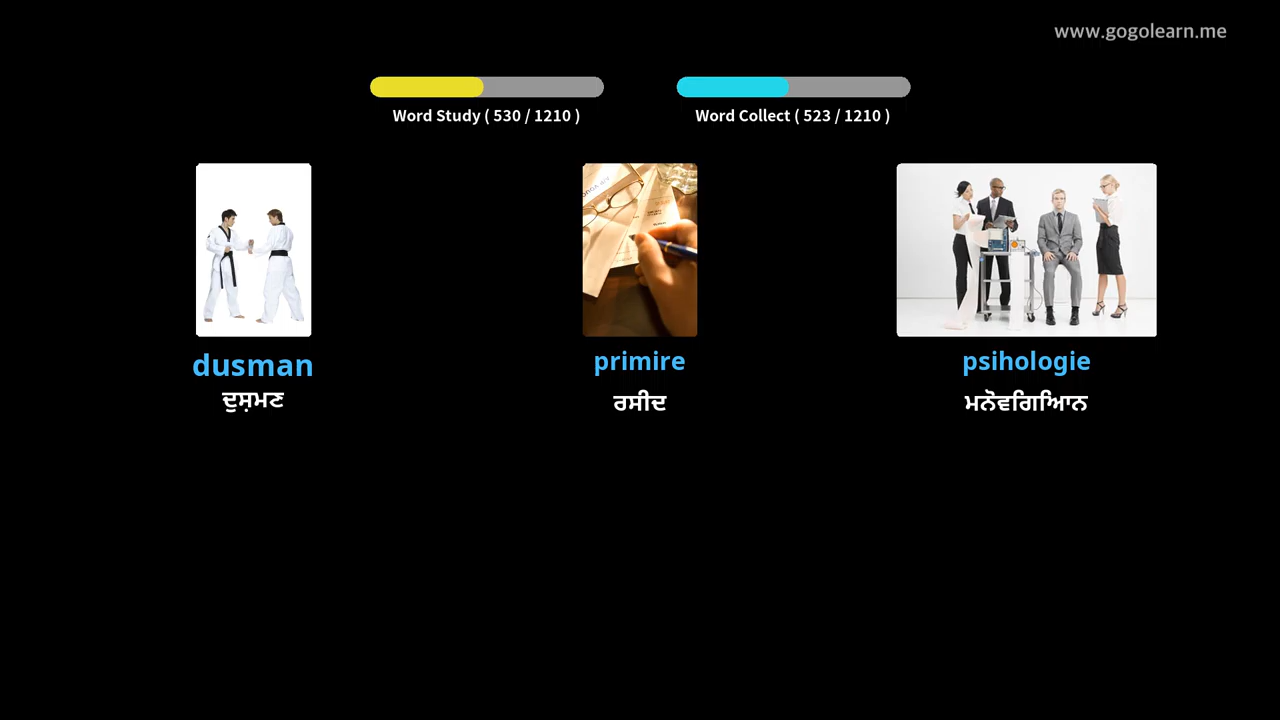 www.gogolearn.me
Word Study ( 530 / 1210 )
Word Collect ( 523 / 1210 )
dusman
primire
psihologie
ਦੁਸ਼ਮਣ
ਰਸੀਦ
ਮਨੋਵਗਿਆਿਨ